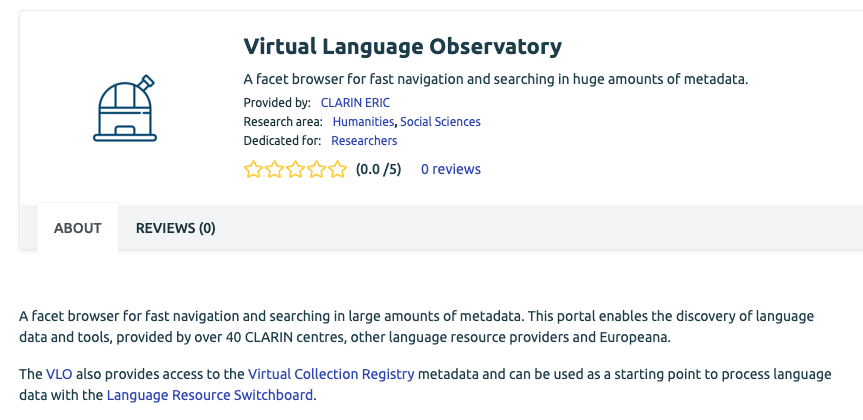 Virtual Language Observatory
A facet browser for fast navigation and searching in huge amounts of metadata.
Provided by: CLARIN ERIC
Research area: Humanities, Social Sciences
Dedicated for: Researchers
(0.0 /5) 0 reviews
ABOUT REVIEWS (0)
A facet browser for fast navigation and searching in large amounts of metadata. This portal enables the discovery of language
data and tools, provided by over 40 CLARIN centres, other language resource providers and Europeana.
The VLO also provides access to the Virtual Collection Registry metadata and can be used as a starting point to process language
data with the Language Resource Switchboard.